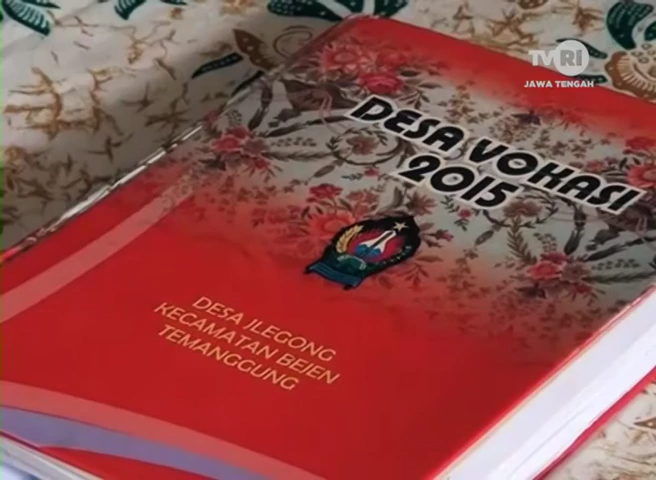 TVRI
JAWA TENGAH
DESA VOKASI
2015
DESA JLEGONG
KECAMATAN BEJEN
TEMANGGUNG